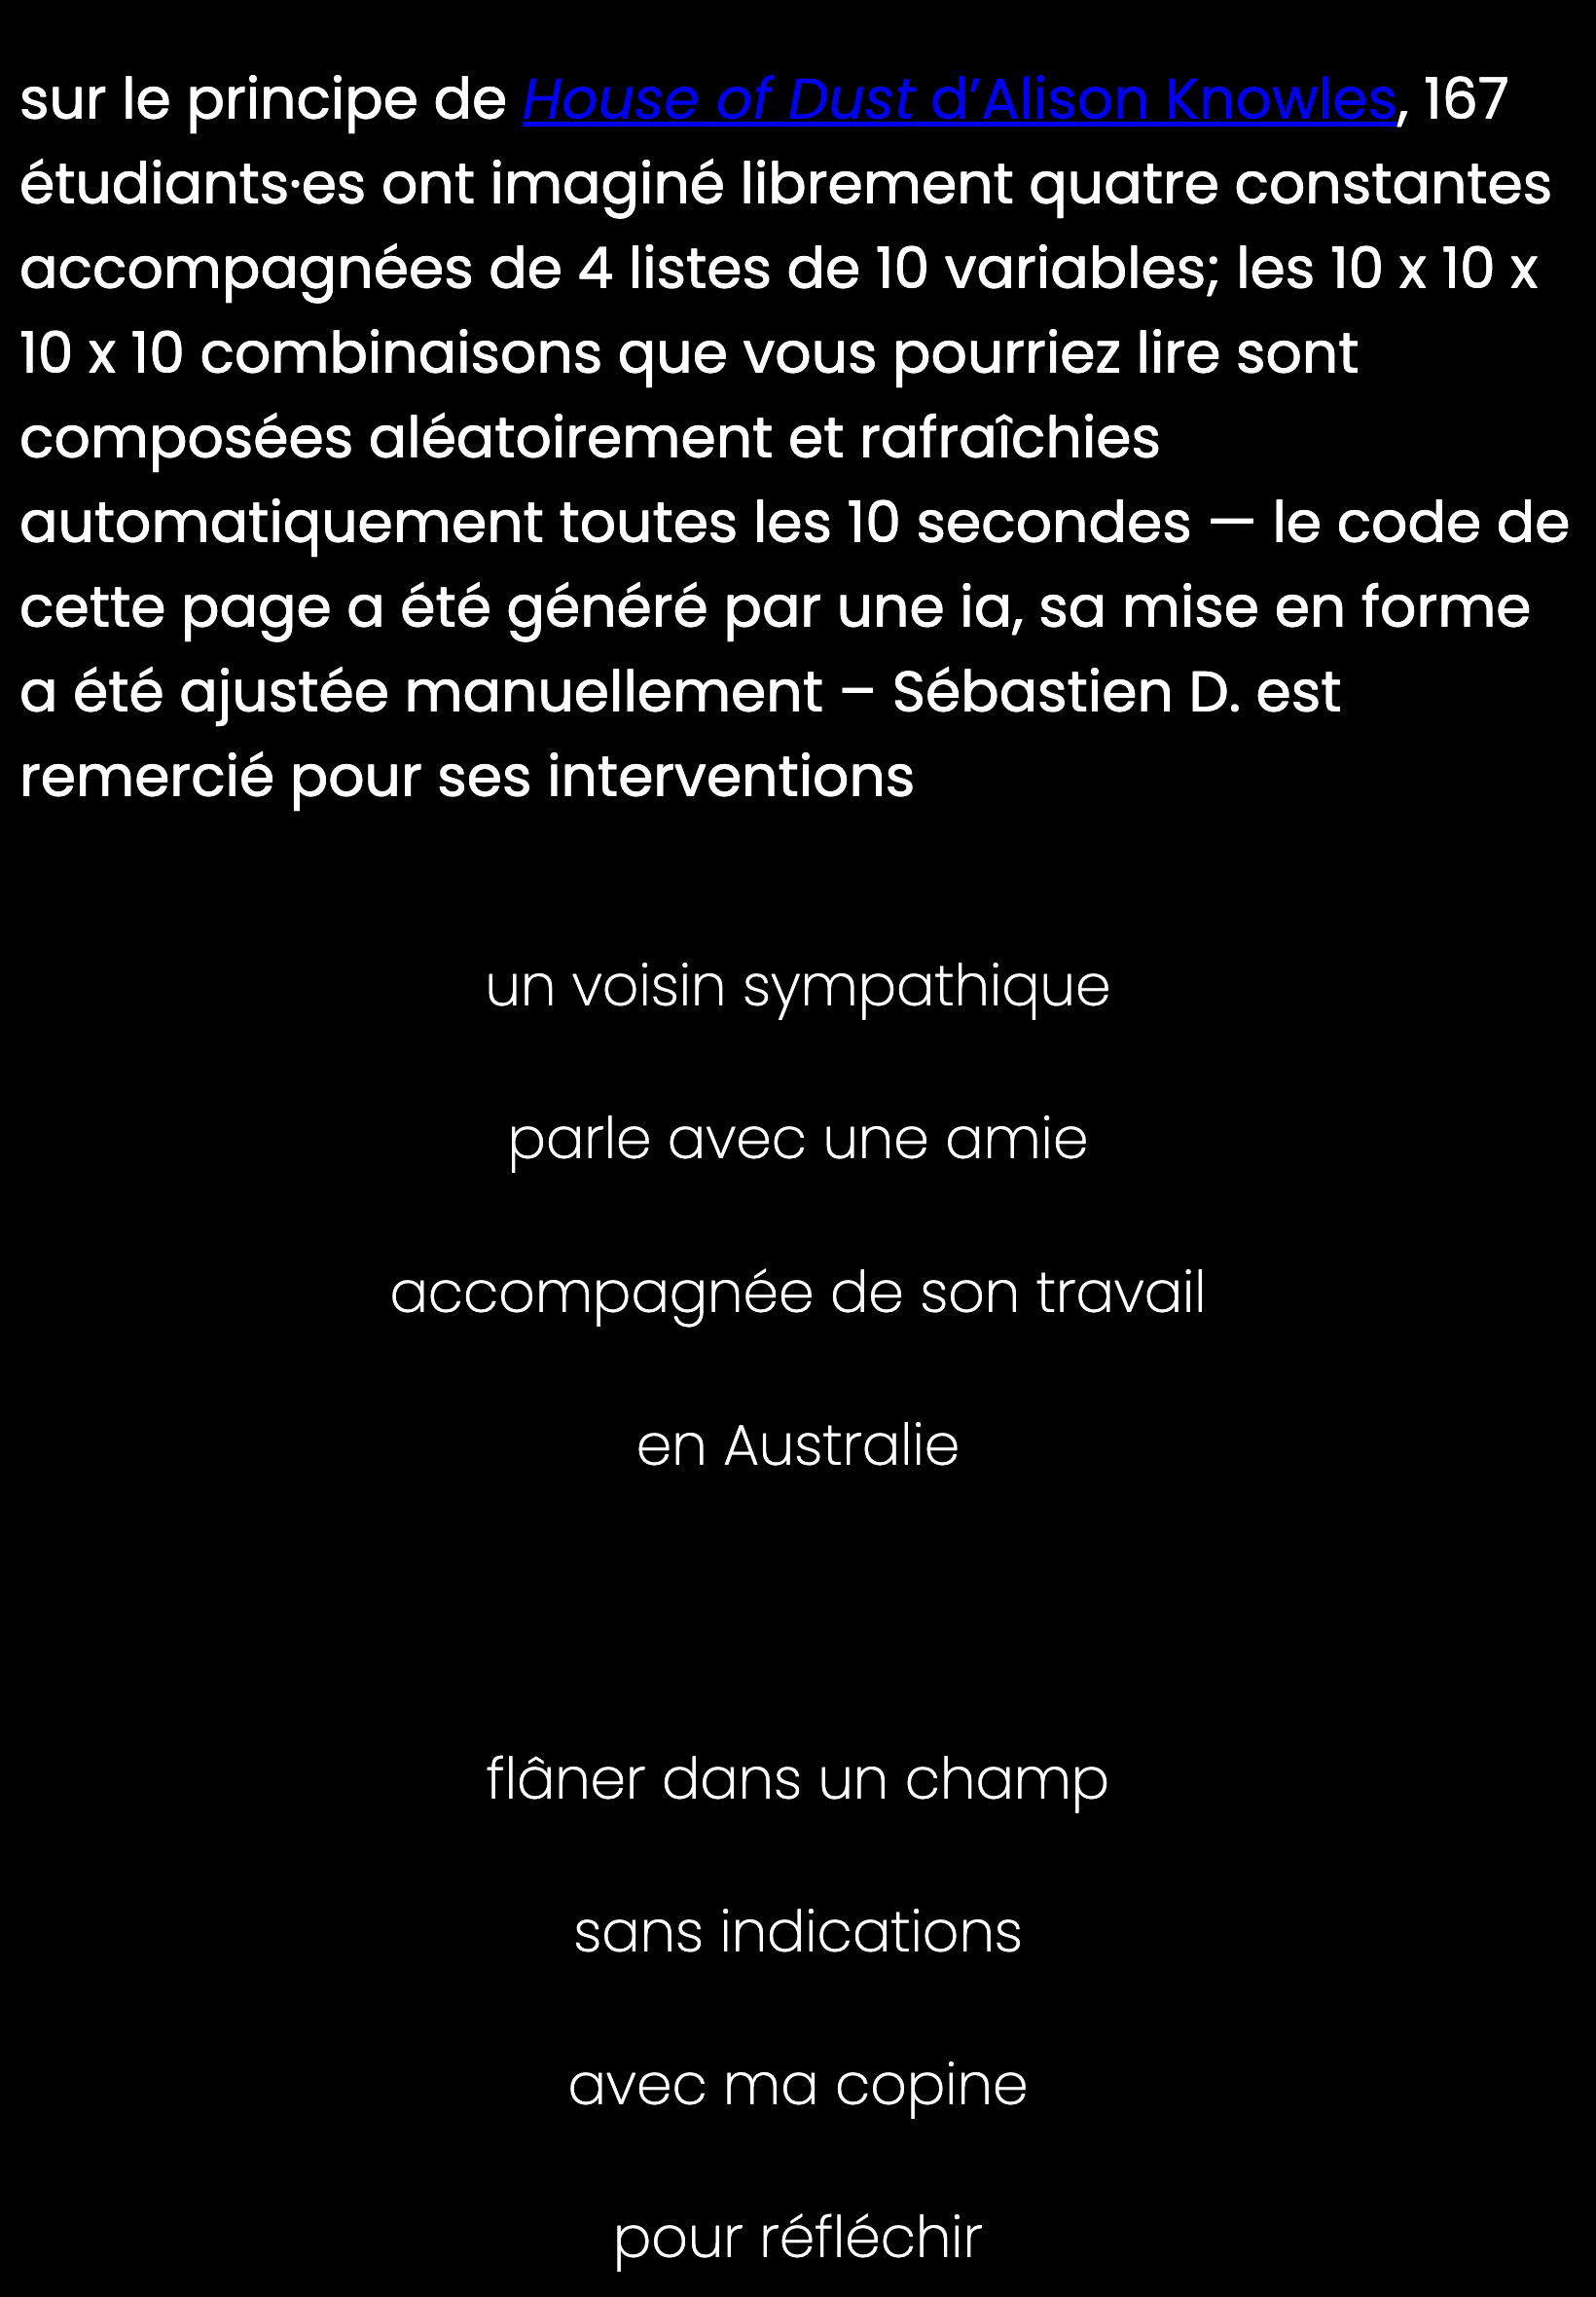 sur le principe de House of Dust d’Alison Knowles, 167
étudiants·es ont imaginé librement quatre constantes
accompagnées de 4 listes de 10 variables; les 10 x 10 x
10 x 10 combinaisons que vous pourriez lire sont
composées aléatoirement et rafraîchies
automatiquement toutes les 10 secondes — le code de
cette page a été généré par une ia, sa mise en forme
a été ajustée manuellement – Sébastien D. est
remercié pour ses interventions
un voisin sympathique
parle avec une amie
accompagnée de son travail
en Australie
flâner dans un champ
sans indications
avec ma copine
pour réfléchir